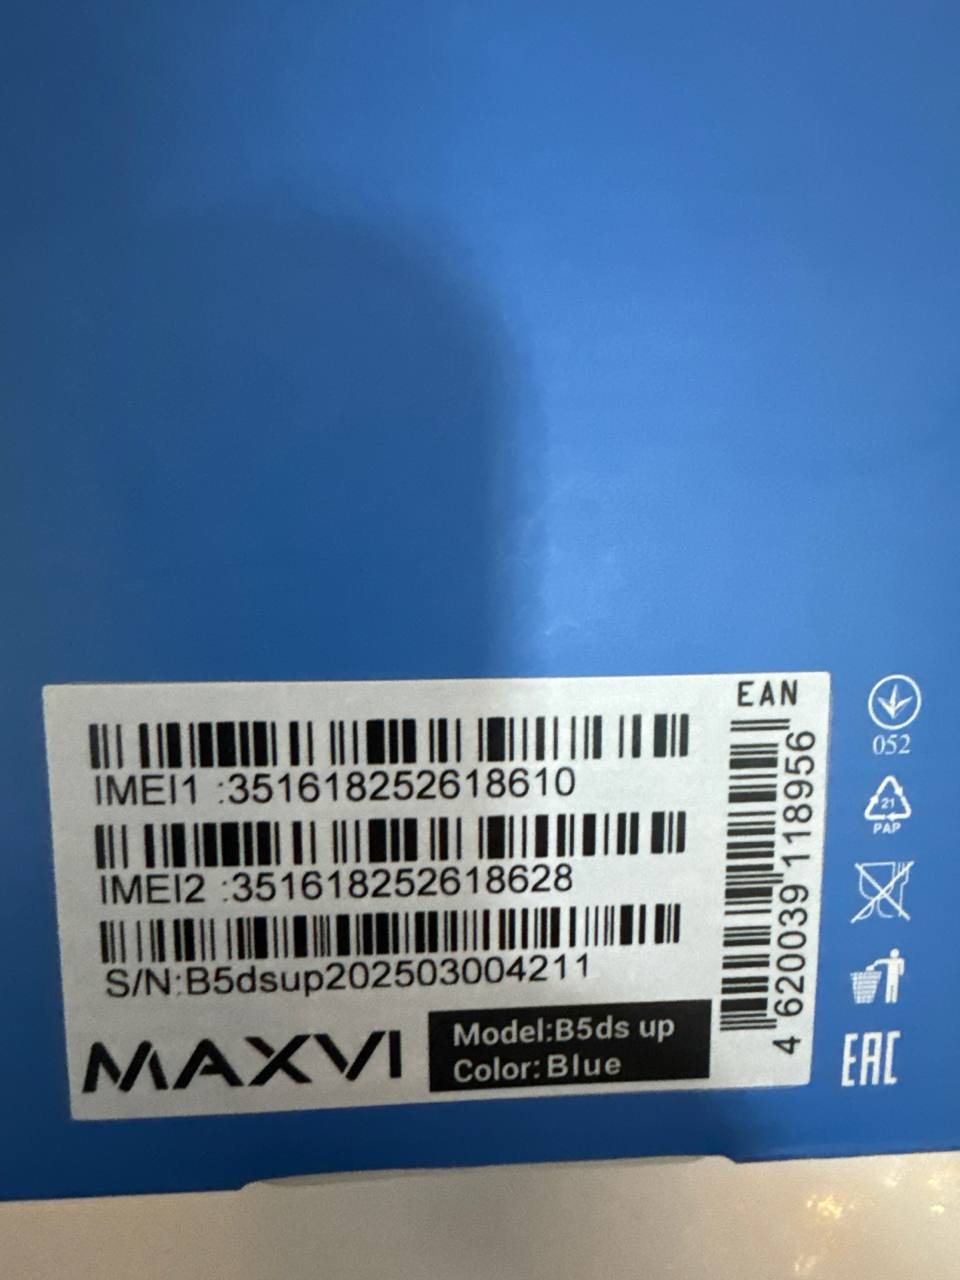 EAN
IMEI1 :351618252618610
IMEI2 :351618252618628
S/N:B5dsup202503004211
MAXVI
Model:B5ds up
Color:Blue
4 620039 118956
052
21
PAP
EAC